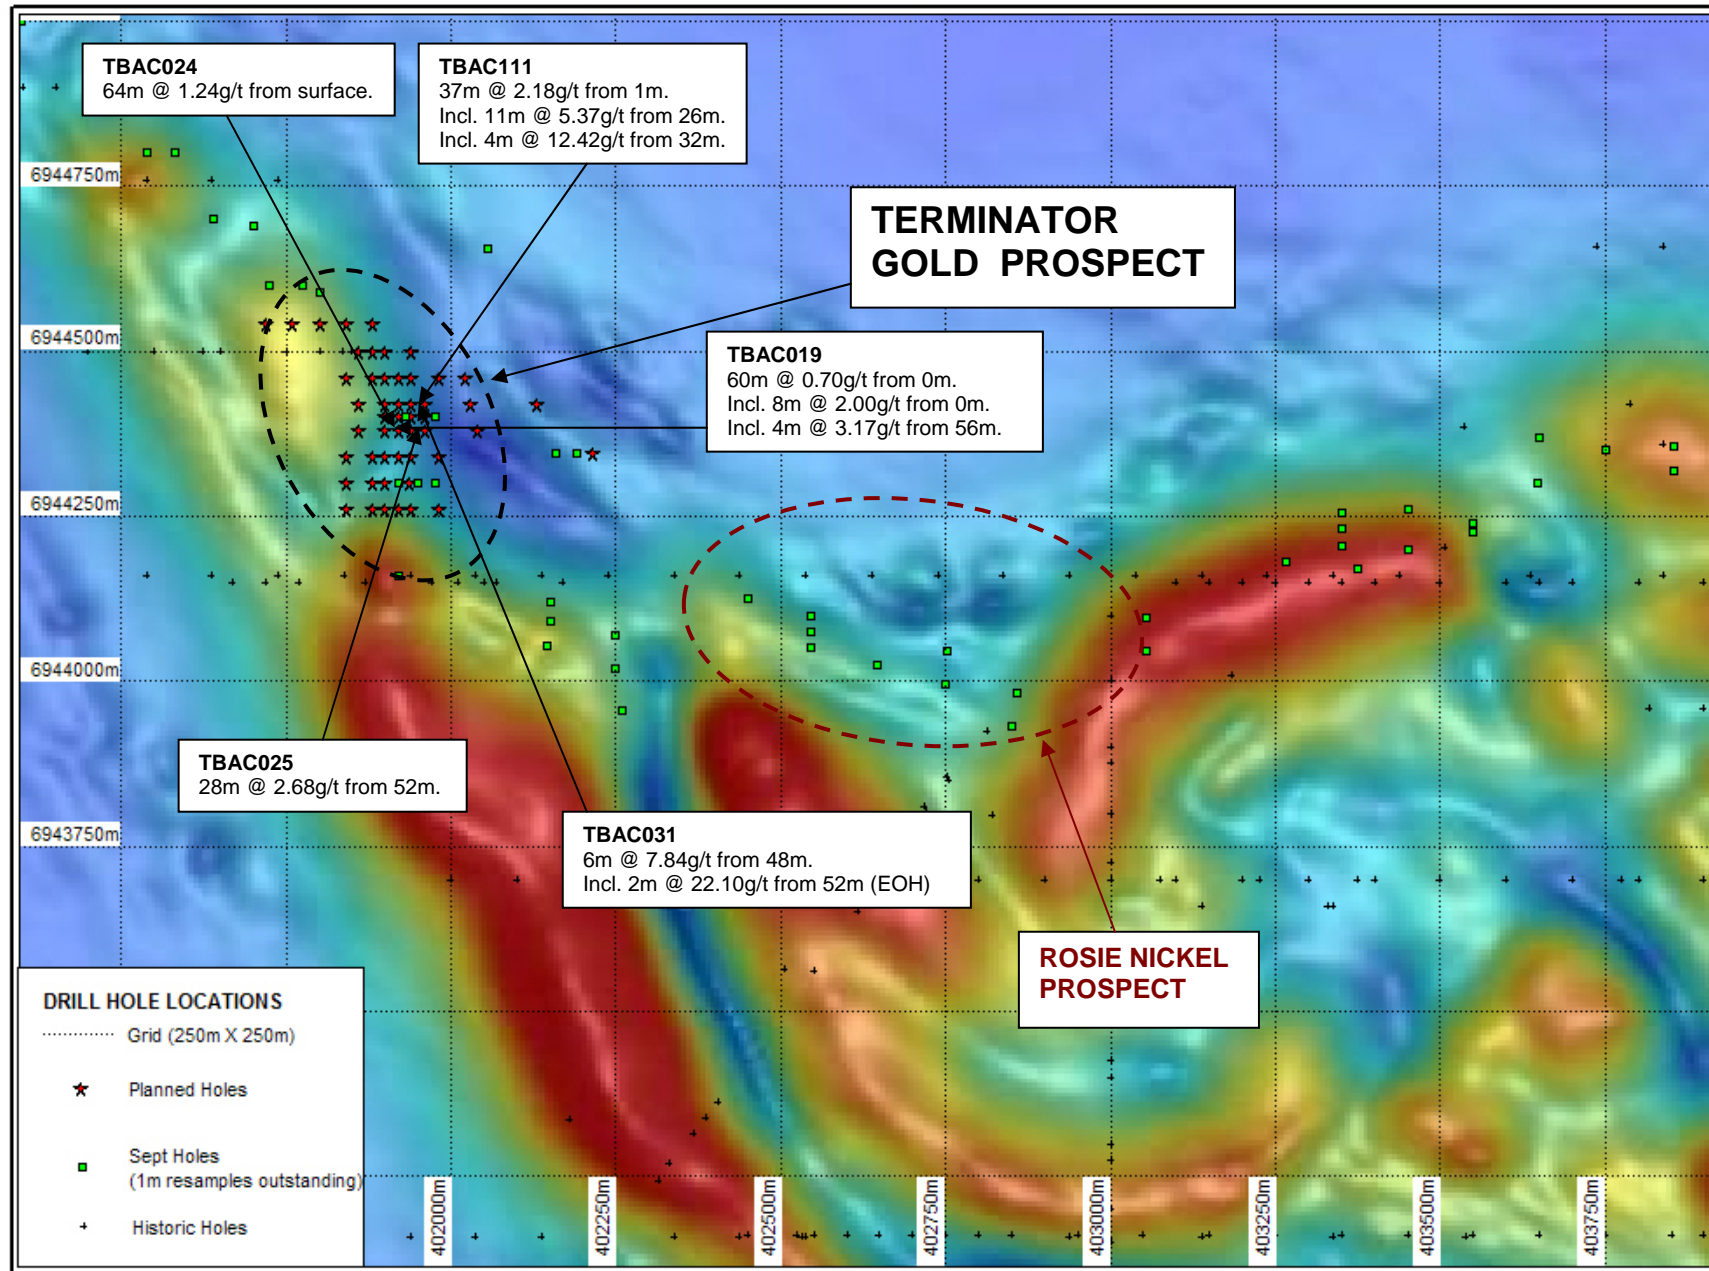 TBAC024
64m @ 1.24g/t from surface.
TBAC111
37m @ 2.18g/t from 1m.
Incl. 11m @ 5.37g/t from 26m.
Incl. 4m @ 12.42g/t from 32m.
6944750m
TERMINATOR
GOLD PROSPECT
6944500m
TBAC019
60m @ 0.70g/t from 0m.
Incl. 8m @ 2.00g/t from 0m.
Incl. 4m @ 3.17g/t from 56m.
6944250m
6944000m
TBAC025
28m @ 2.68g/t from 52m.
6943750m
TBAC031
6m @ 7.84g/t from 48m.
Incl. 2m @ 22.10g/t from 52m (EOH)
ROSIE NICKEL
PROSPECT
DRILL HOLE LOCATIONS
Grid (250m X 250m)
Planned Holes
Sept Holes
(1m resamples outstanding)
Historic Holes
402000m
402250m
402500m
402750m
403000m
403250m
403500m
403750m